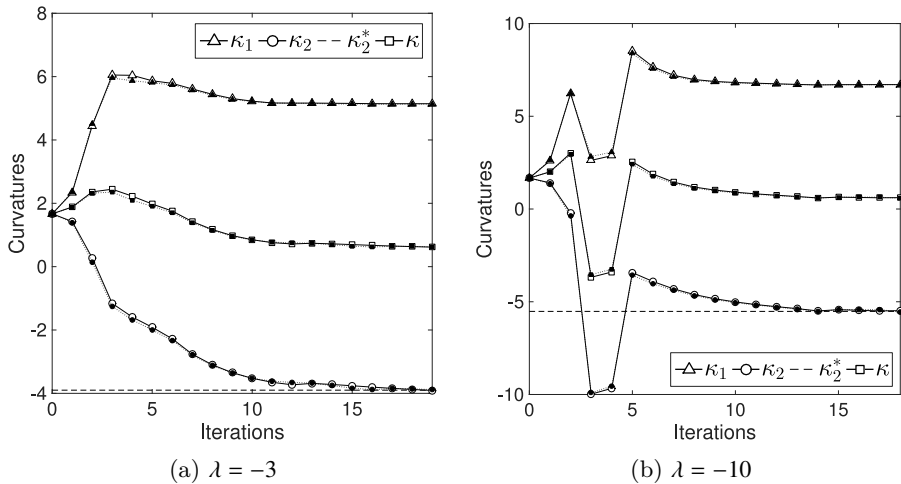 κ₁ κ₂ κ₂* κ
8
6
4
2
0
-2
-4
Curvatures
0 5 10 15
Iterations
(a) λ = −3
10
5
0
-5
-10
Curvatures
κ₁ κ₂ κ₂* κ
0 5 10 15
Iterations
(b) λ = −10